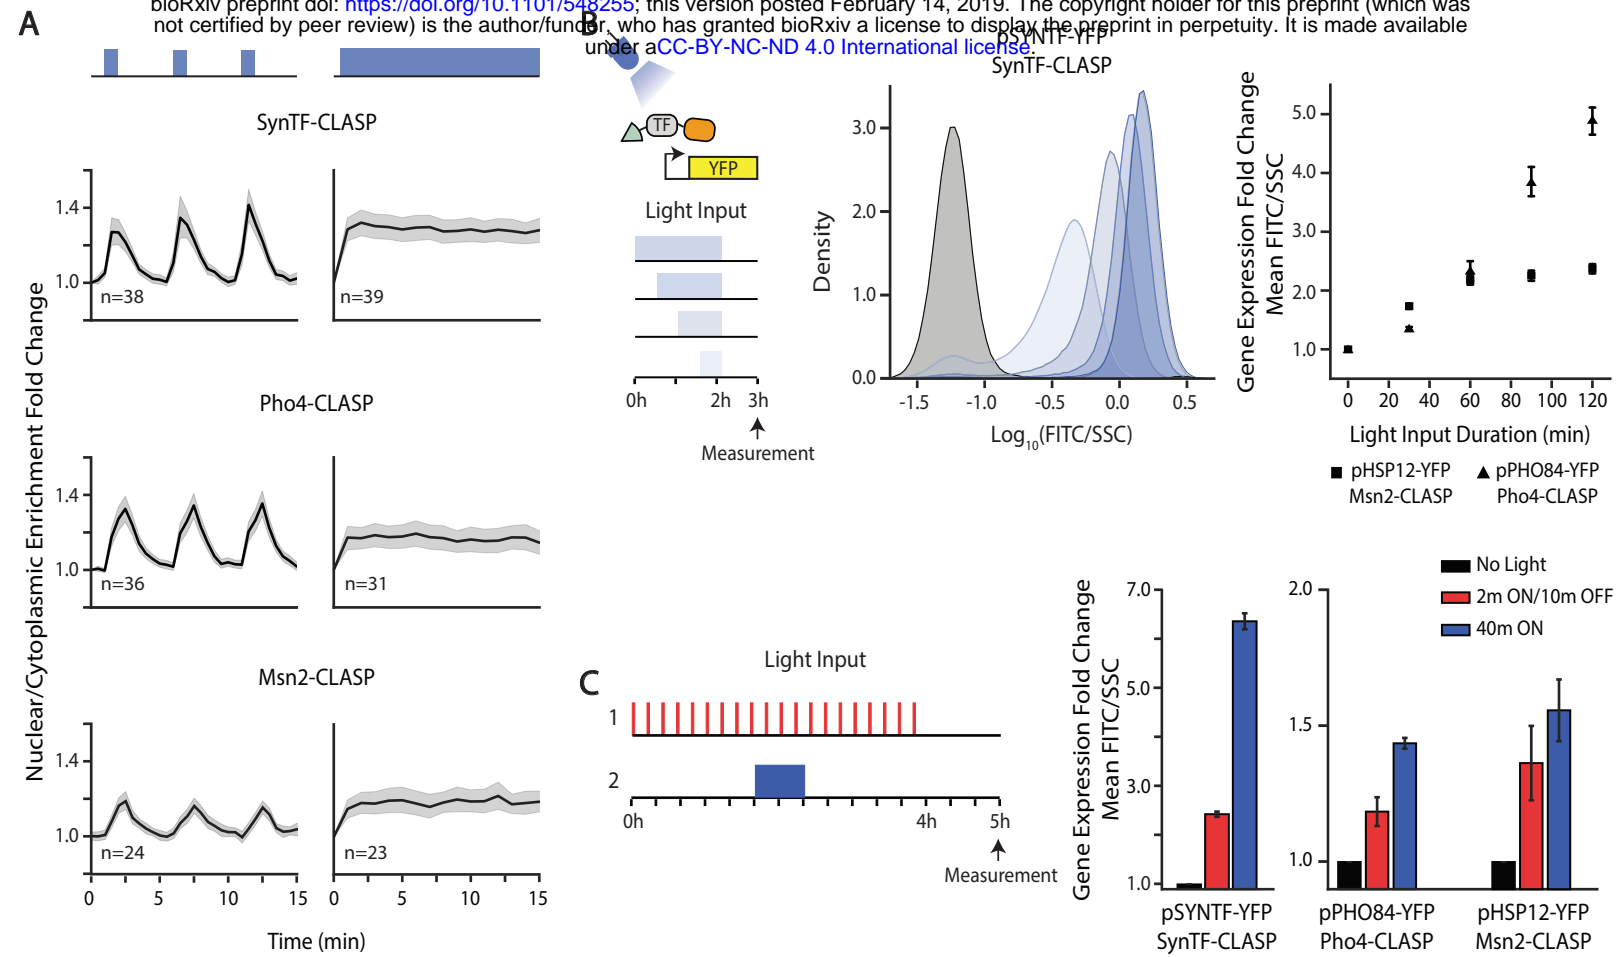 bioRxiv preprint doi: https://doi.org/10.1101/548255; this version posted February 14, 2019. The copyright holder for this preprint (which was
not certified by peer review) is the author/funder, who has granted bioRxiv a license to display the preprint in perpetuity. It is made available
under aCC-BY-NC-ND 4.0 International license.
A
SynTF-CLASP
1.4
1.0
n=38
n=39
Pho4-CLASP
1.4
1.0
n=36
n=31
Msn2-CLASP
1.4
1.0
n=24
n=23
0 5 10 15
0 5 10 15
Time (min)
Nuclear/Cytoplasmic Enrichment Fold Change
B
TF
YFP
Light Input
0h 2h 3h
Measurement
pSYNTF-YFP
SynTF-CLASP
Density
3.0
2.0
1.0
0.0
-1.5 -1.0 -0.5 0.0 0.5
Log10(FITC/SSC)
Gene Expression Fold Change
Mean FITC/SSC
5.0
4.0
3.0
2.0
1.0
0 20 40 60 80 100 120
Light Input Duration (min)
pHSP12-YFP
Msn2-CLASP
pPHO84-YFP
Pho4-CLASP
C
Light Input
1
2
0h 4h 5h
Measurement
Gene Expression Fold Change
Mean FITC/SSC
7.0
5.0
3.0
1.0
pSYNTF-YFP
SynTF-CLASP
2.0
1.5
1.0
No Light
2m ON/10m OFF
40m ON
pPHO84-YFP
Pho4-CLASP
pHSP12-YFP
Msn2-CLASP